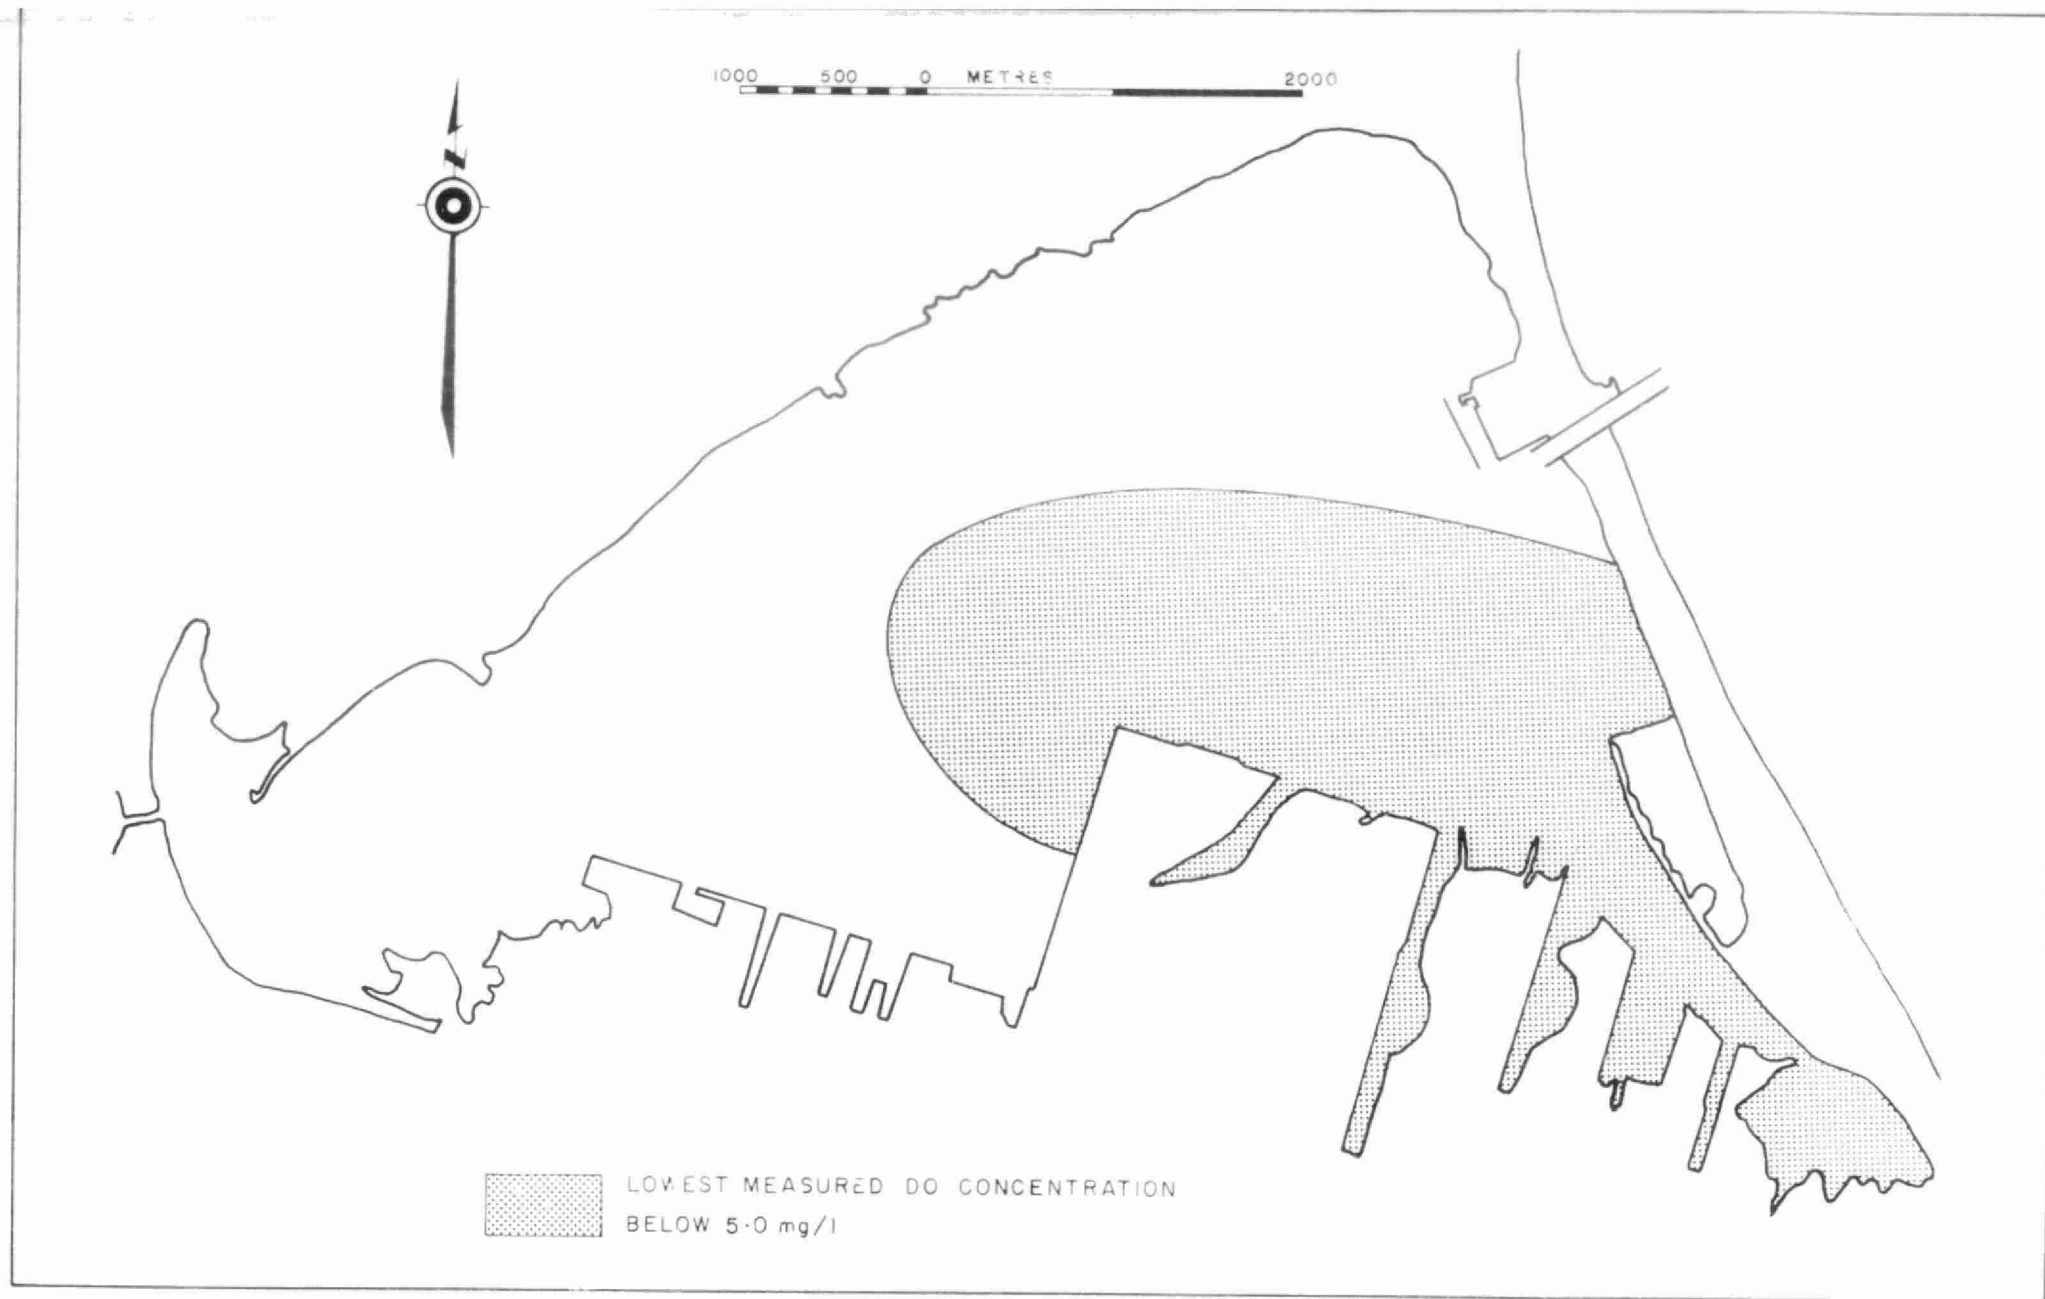 1000 500 0 METRES 2000
N
LOWEST MEASURED DO CONCENTRATION
BELOW 5.0 mg/l